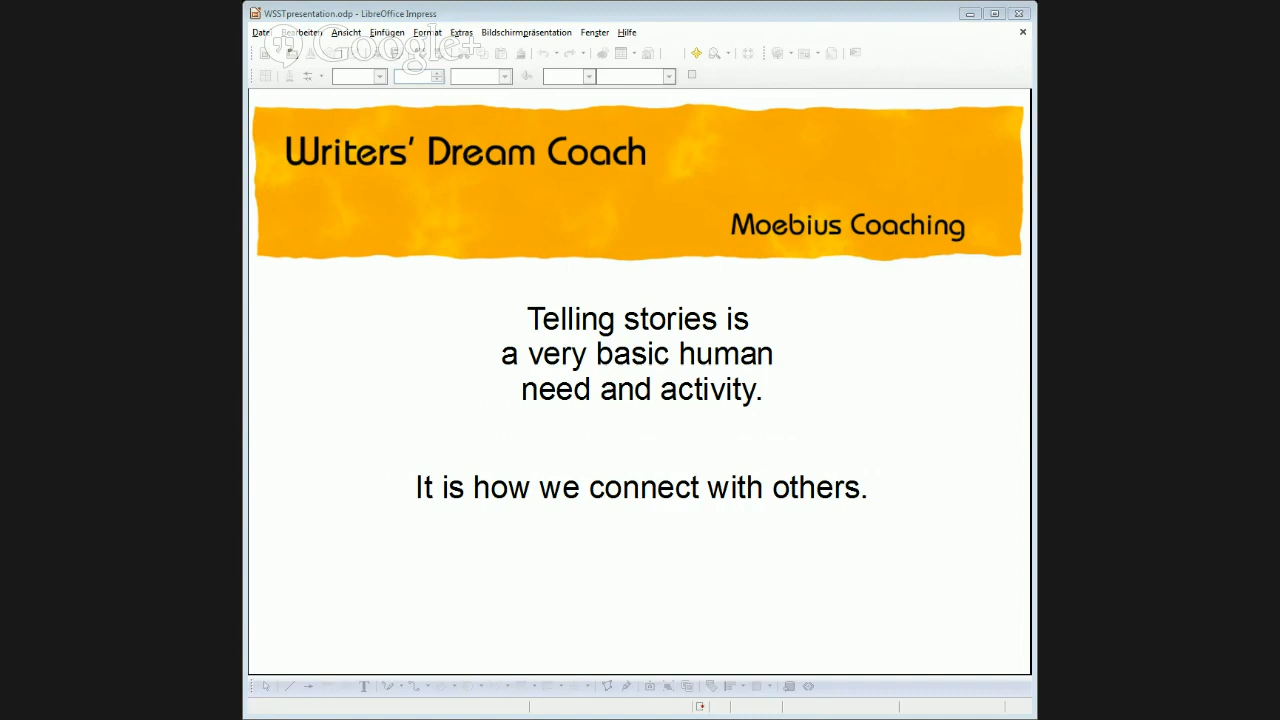 WSSTpresentation.odp - LibreOffice Impress
Datei Bearbeiten Ansicht Einfügen Format Extras Bildschirmpräsentation Fenster Hilfe
Google+
Writers' Dream Coach
Moebius Coaching
Telling stories is
a very basic human
need and activity.
It is how we connect with others.